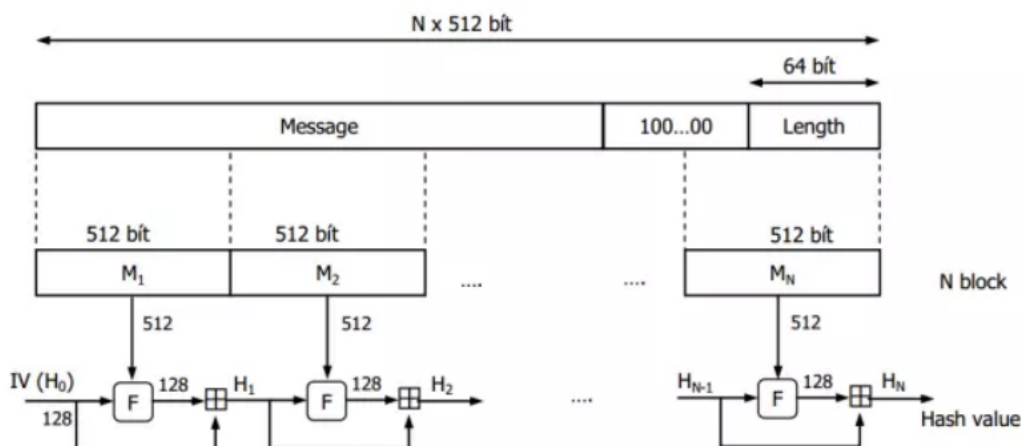 N x 512 bít
64 bít
Message 100...00 Length
512 bít 512 bít 512 bít
M1 M2 .... .... MN N block
512 512 512
IV (H0) 128 H1 128 H2 HN-1 128 HN
F F .... F
128 Hash value